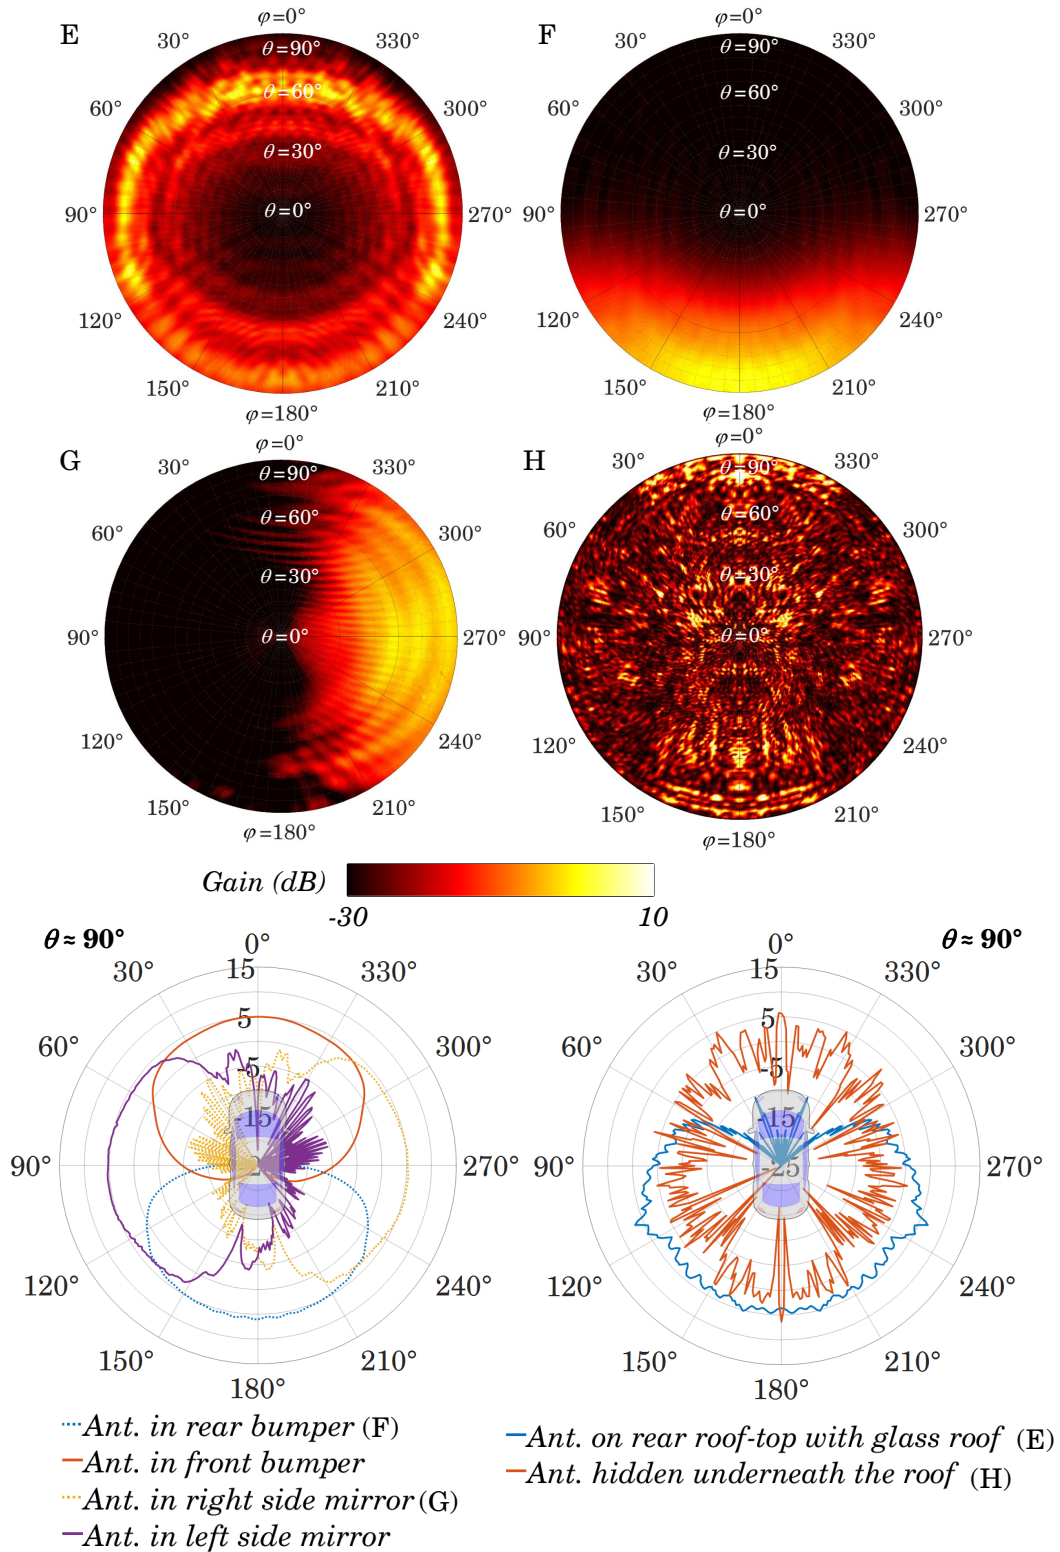 E
F
φ=0°
φ=0°
30°
θ=90°
330°
30°
θ=90°
330°
60°
θ=60°
300°
60°
θ=60°
300°
θ=30°
θ=30°
90°
θ=0°
270°
90°
θ=0°
270°
120°
240°
120°
240°
150°
210°
150°
210°
φ=180°
φ=180°
G
H
φ=0°
φ=0°
30°
θ=90°
330°
30°
θ=90°
330°
60°
θ=60°
300°
60°
θ=60°
300°
θ=30°
θ=30°
90°
θ=0°
270°
90°
θ=0°
270°
120°
240°
120°
240°
150°
210°
150°
210°
φ=180°
φ=180°
Gain (dB)
-30
10
θ ≈ 90°
θ ≈ 90°
0°
0°
30°
15
330°
30°
15
330°
60°
5
300°
60°
5
300°
-5
-5
-15
-15
90°
270°
90°
-25
270°
120°
240°
120°
240°
150°
210°
150°
210°
180°
180°
Ant. in rear bumper (F)
Ant. in front bumper
Ant. in right side mirror (G)
Ant. in left side mirror
Ant. on rear roof-top with glass roof (E)
Ant. hidden underneath the roof (H)